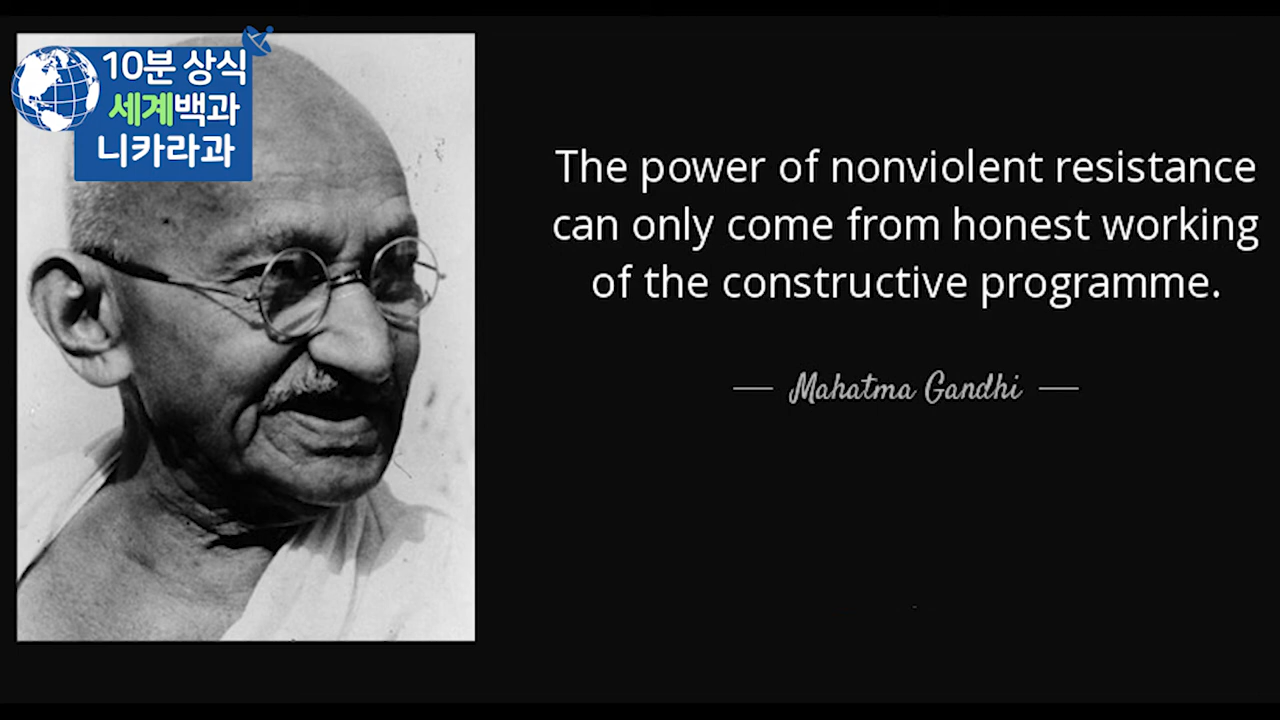 10분 상식
세계백과
니카라과
The power of nonviolent resistance
can only come from honest working
of the constructive programme.
Mahatma Gandhi